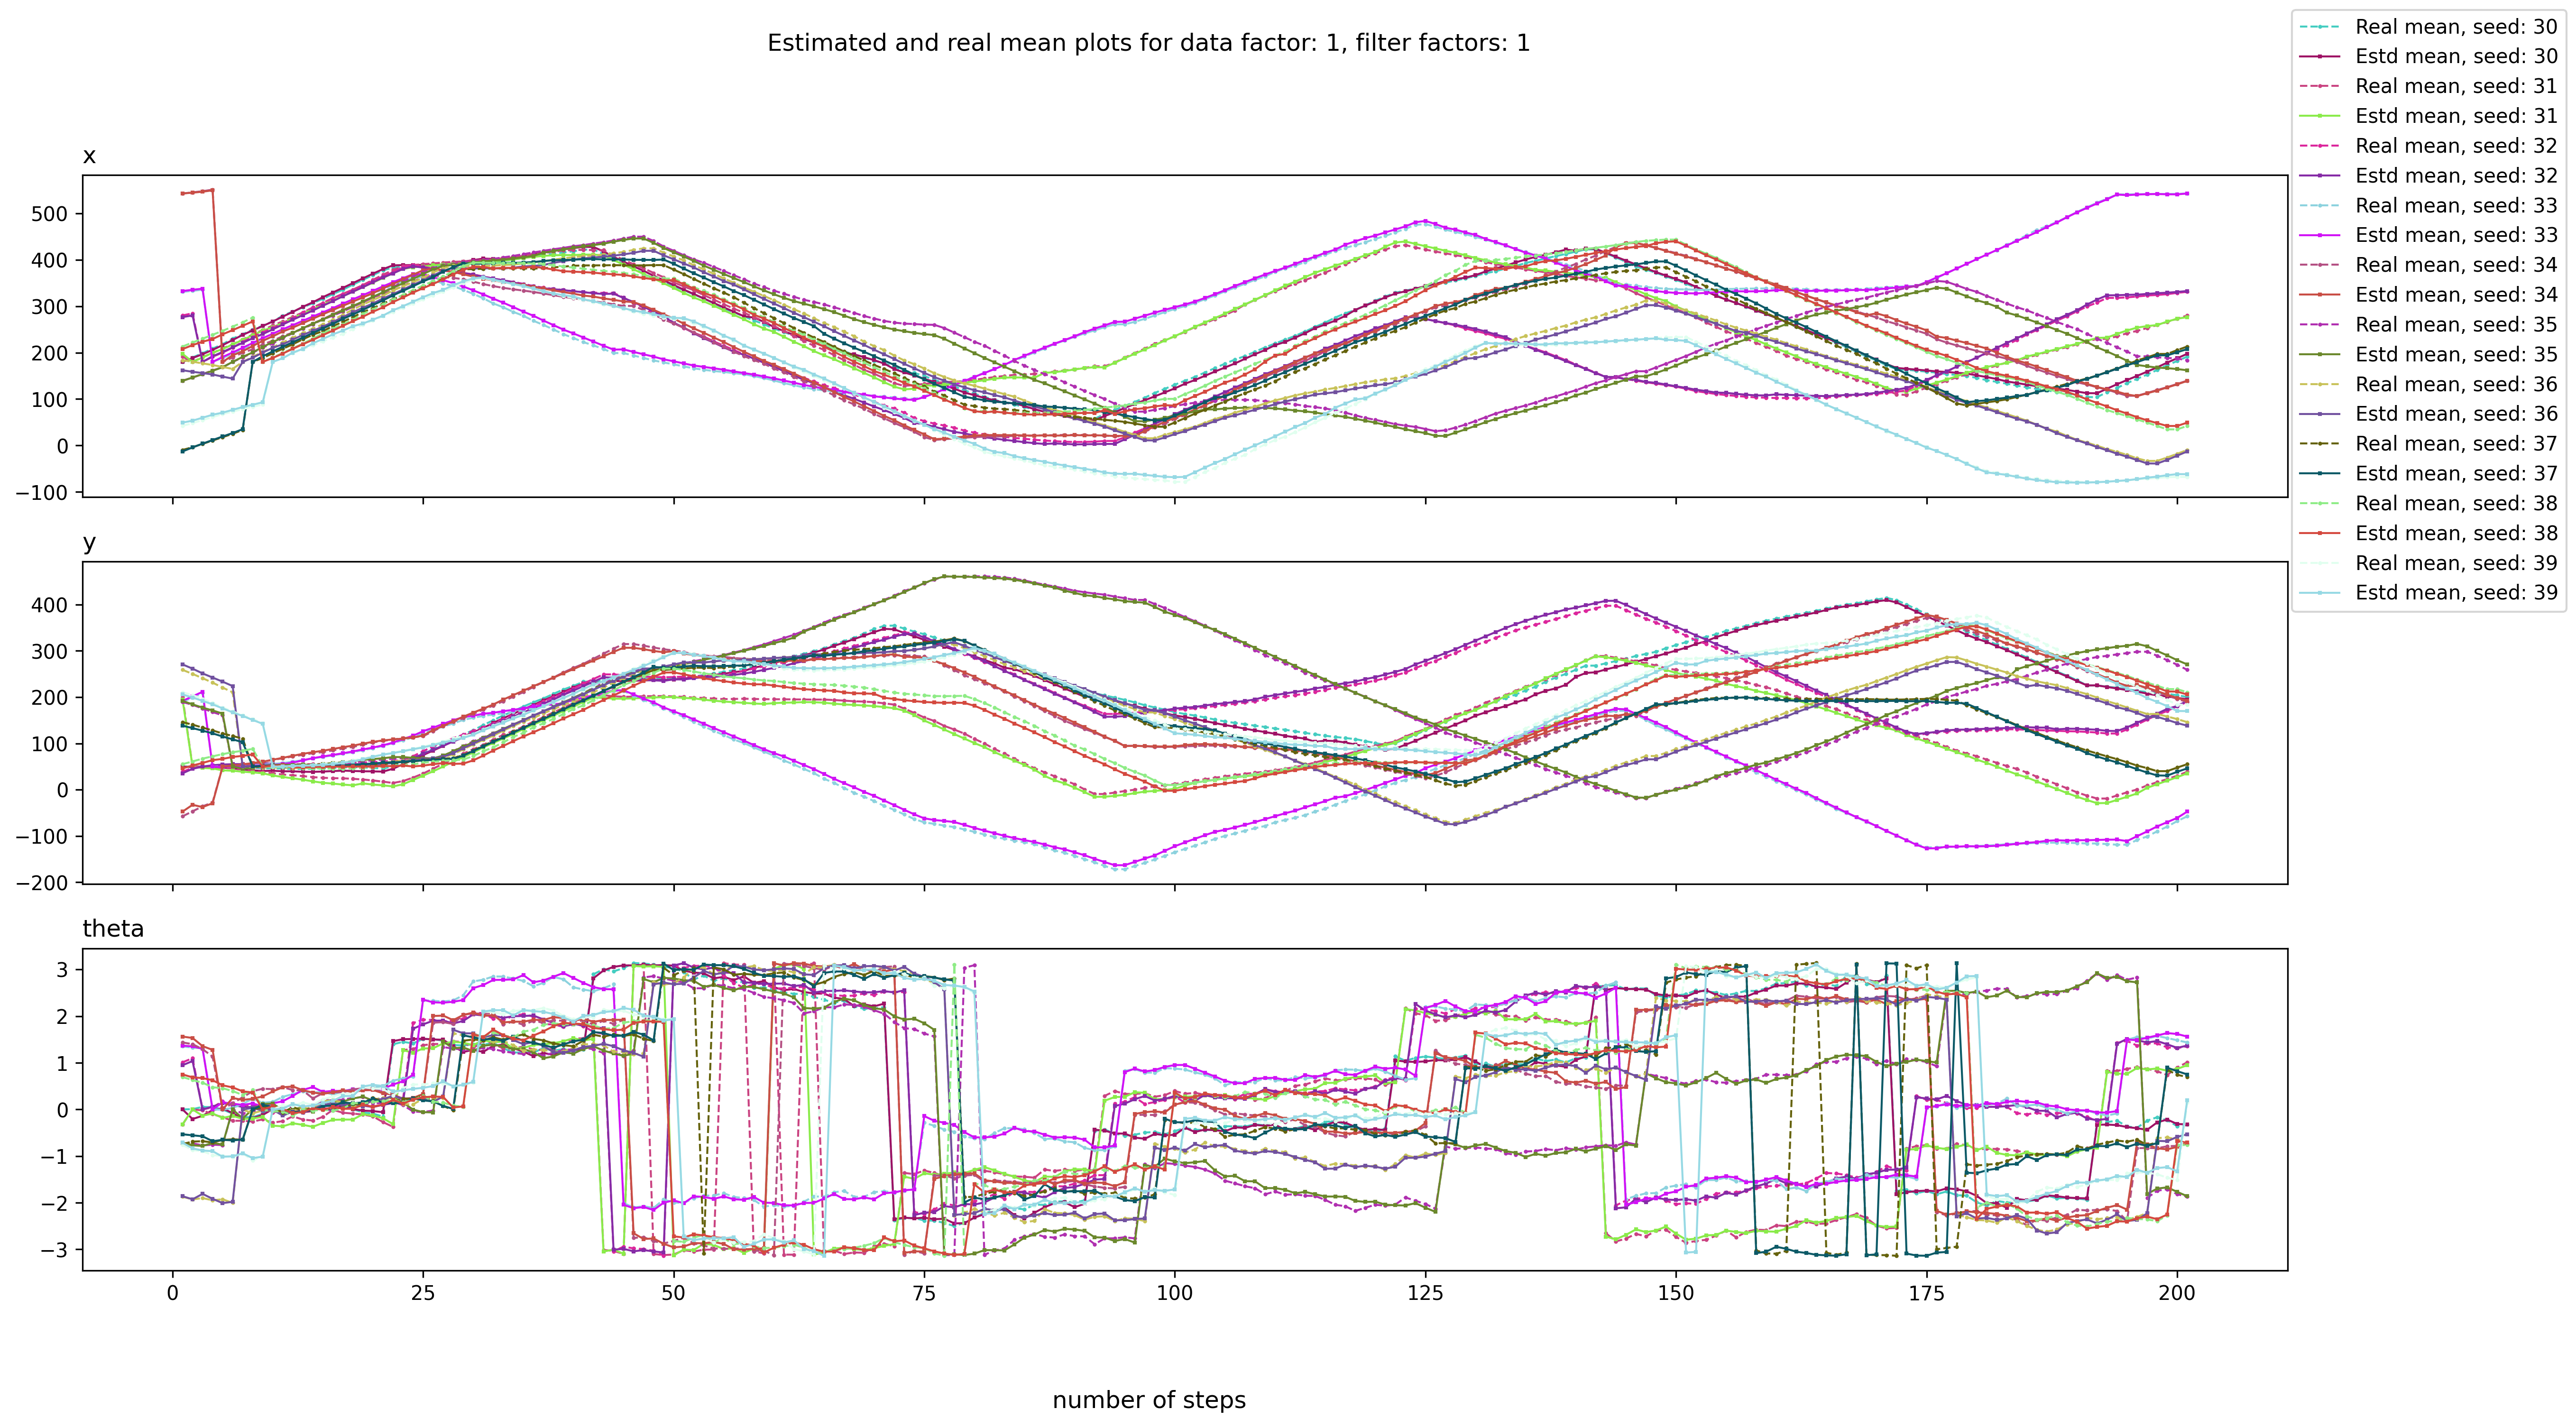 Estimated and real mean plots for data factor: 1, filter factors: 1
Real mean, seed: 30
Estd mean, seed: 30
Real mean, seed: 31
Estd mean, seed: 31
Real mean, seed: 32
Estd mean, seed: 32
Real mean, seed: 33
Estd mean, seed: 33
Real mean, seed: 34
Estd mean, seed: 34
Real mean, seed: 35
Estd mean, seed: 35
Real mean, seed: 36
Estd mean, seed: 36
Real mean, seed: 37
Estd mean, seed: 37
Real mean, seed: 38
Estd mean, seed: 38
Real mean, seed: 39
Estd mean, seed: 39
x
500
400
300
200
100
0
−100
y
400
300
200
100
0
−100
−200
theta
3
2
1
0
−1
−2
−3
0 25 50 75 100 125 150 175 200
number of steps